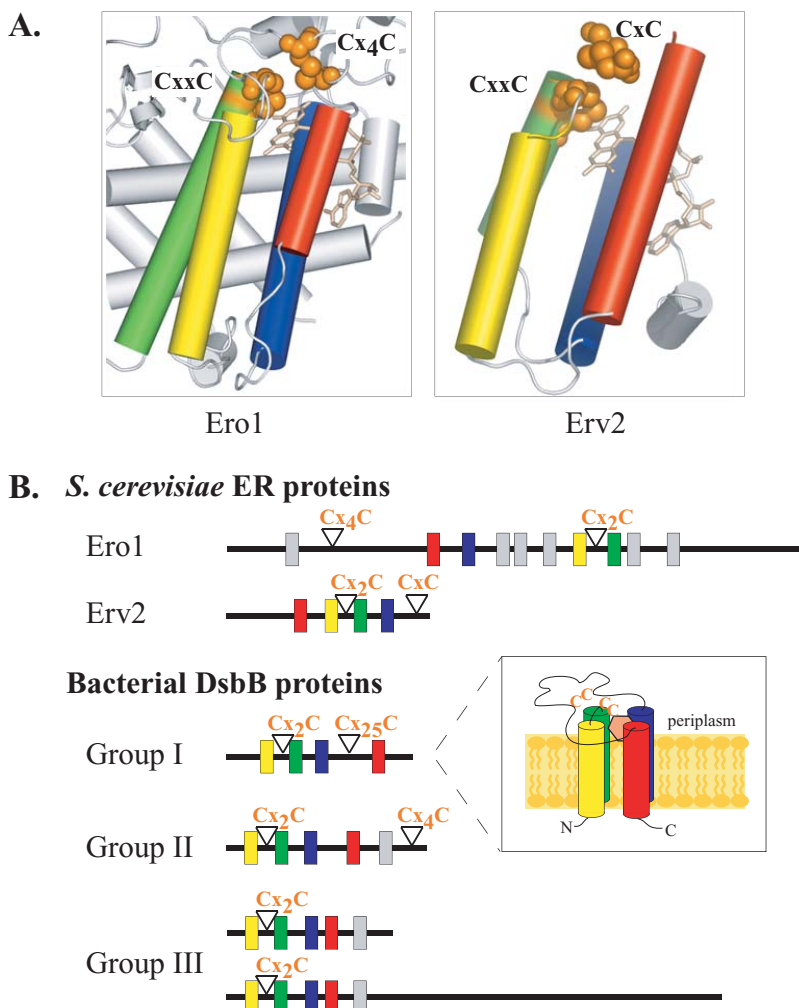 A.
CxxC
Cx4C
CxxC
CxC
Ero1
Erv2
B. S. cerevisiae ER proteins
Cx4C
Cx2C
Ero1
Cx2C
CxC
Erv2
Bacterial DsbB proteins
Cx2C
Cx25C
Group I
C
C
C
C
periplasm
N
C
Cx2C
Cx4C
Group II
Cx2C
Group III
Cx2C